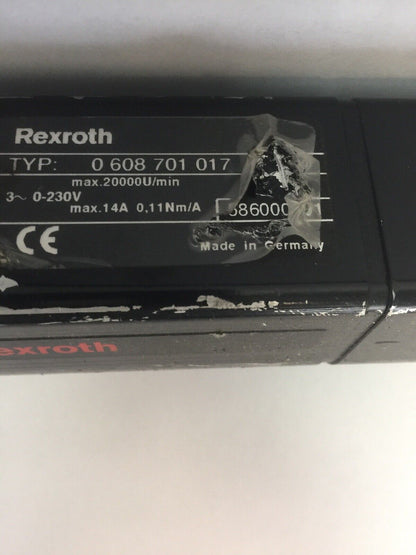 Rexroth
TYP: 0 608 701 017
max.20000U/min
3~ 0-230V
max.14A 0,11Nm/A
CE
Made in Germany
exroth